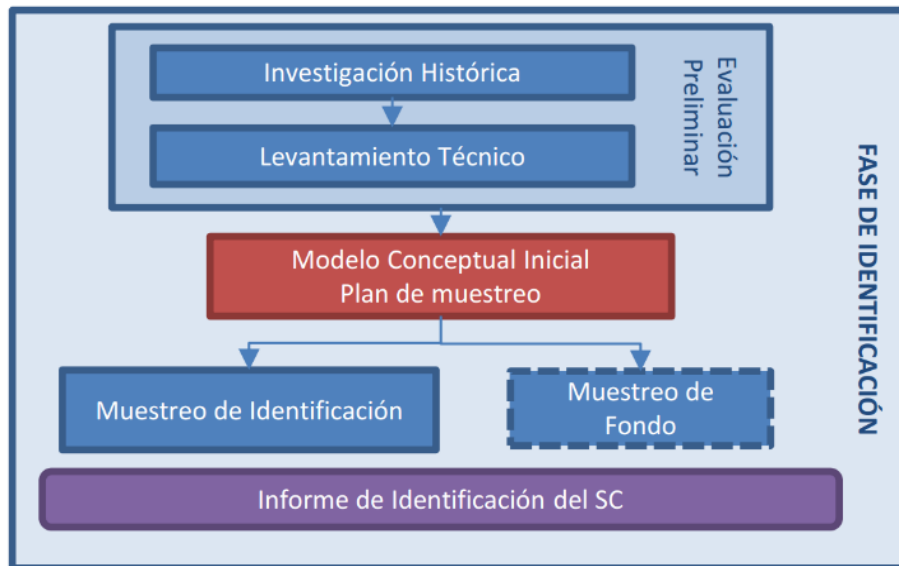 Investigación Histórica
Levantamiento Técnico
Evaluación
Preliminar
Modelo Conceptual Inicial
Plan de muestreo
Muestreo de Identificación
Muestreo de
Fondo
Informe de Identificación del SC
FASE DE IDENTIFICACIÓN